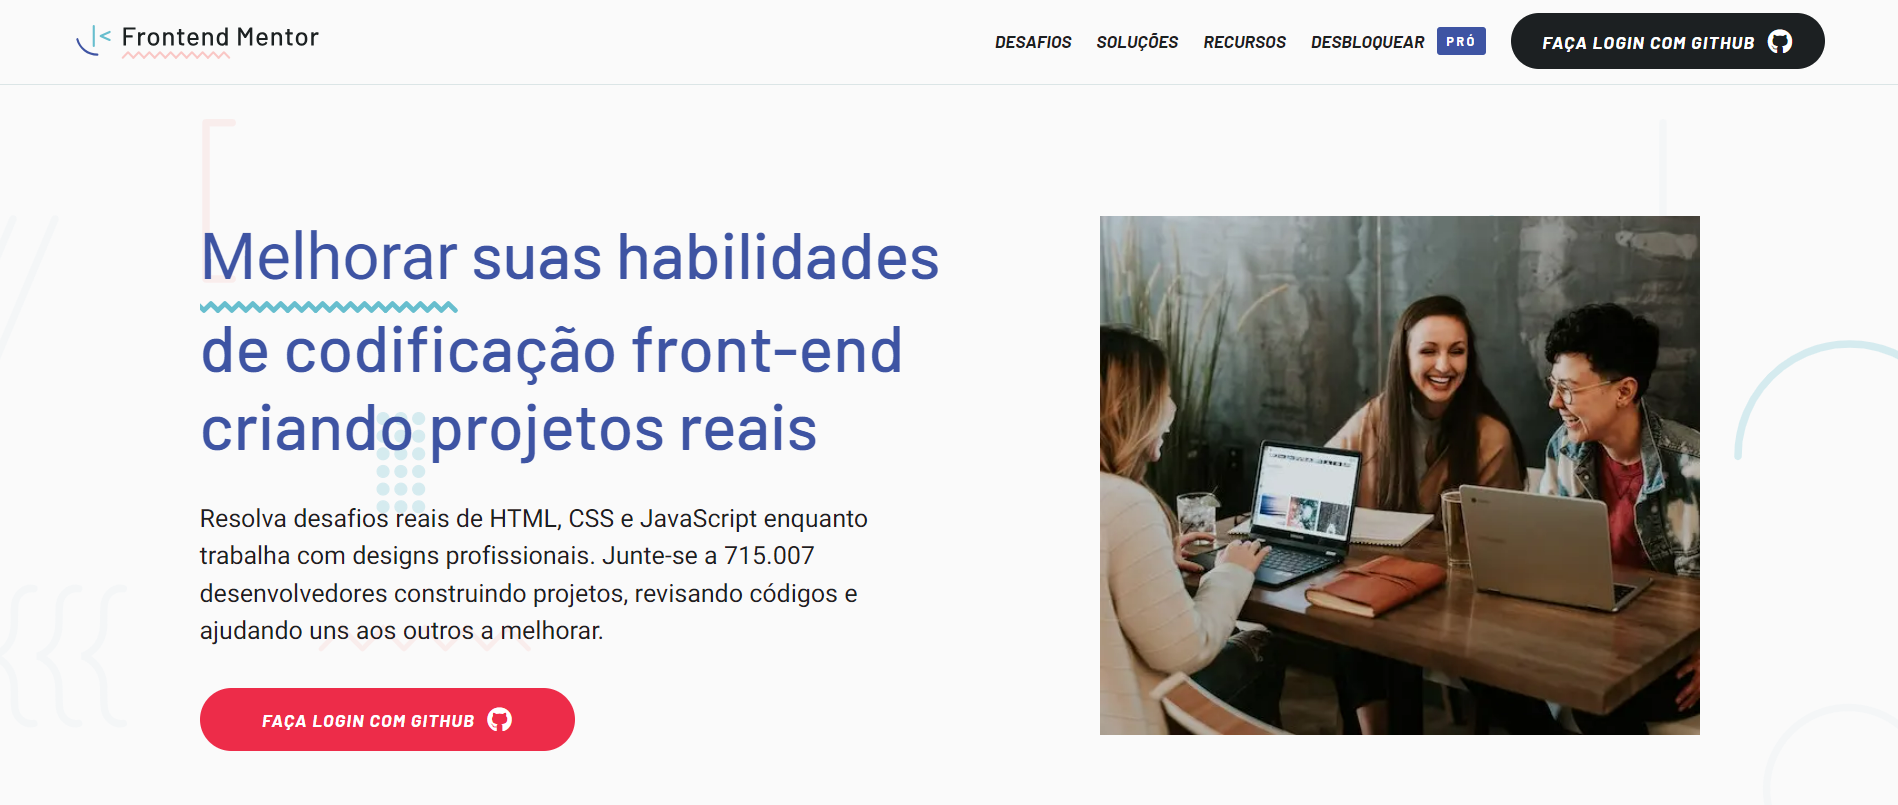 Frontend Mentor
DESAFIOS SOLUÇÕES RECURSOS DESBLOQUEAR PRÓ FAÇA LOGIN COM GITHUB
Melhorar suas habilidades
de codificação front-end
criando projetos reais
Resolva desafios reais de HTML, CSS e JavaScript enquanto
trabalha com designs profissionais. Junte-se a 715.007
desenvolvedores construindo projetos, revisando códigos e
ajudando uns aos outros a melhorar.
FAÇA LOGIN COM GITHUB